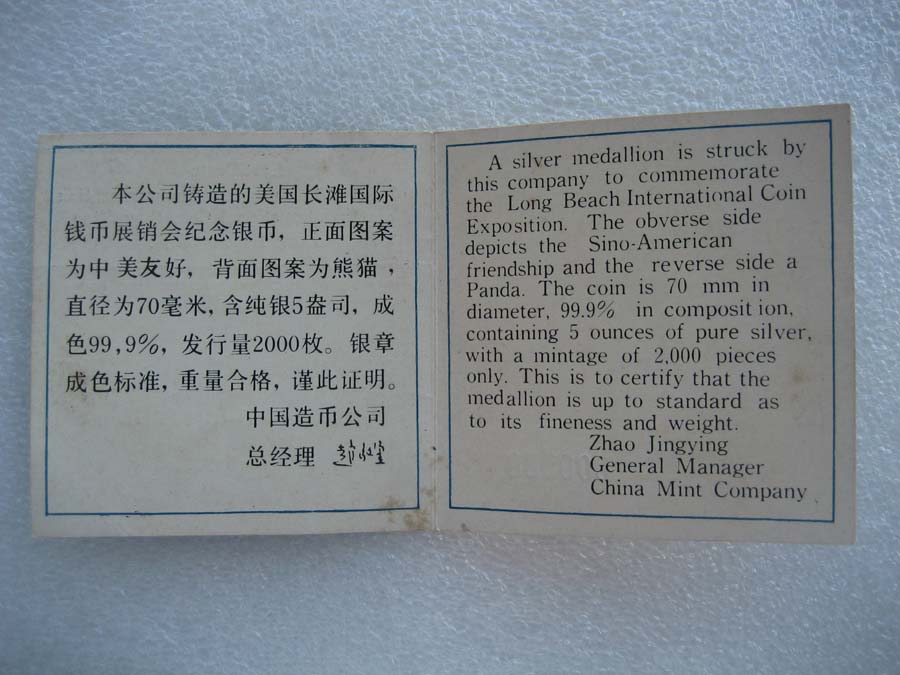 本公司铸造的美国长滩国际
钱币展销会纪念银币，正面图案
为中美友好，背面图案为熊猫，
直径为70毫米，含纯银5盎司，成
色99,9%，发行量2000枚。银章
成色标准，重量合格，谨此证明。
中国造币公司
总经理
A silver medallion is struck by
this company to commemorate
the Long Beach International Coin
Exposition. The obverse side
depicts the Sino-American
friendship and the reverse side a
Panda. The coin is 70 mm in
diameter, 99.9% in composition,
containing 5 ounces of pure silver,
with a mintage of 2,000 pieces
only. This is to certify that the
medallion is up to standard as
to its fineness and weight.
Zhao Jingying
General Manager
China Mint Company